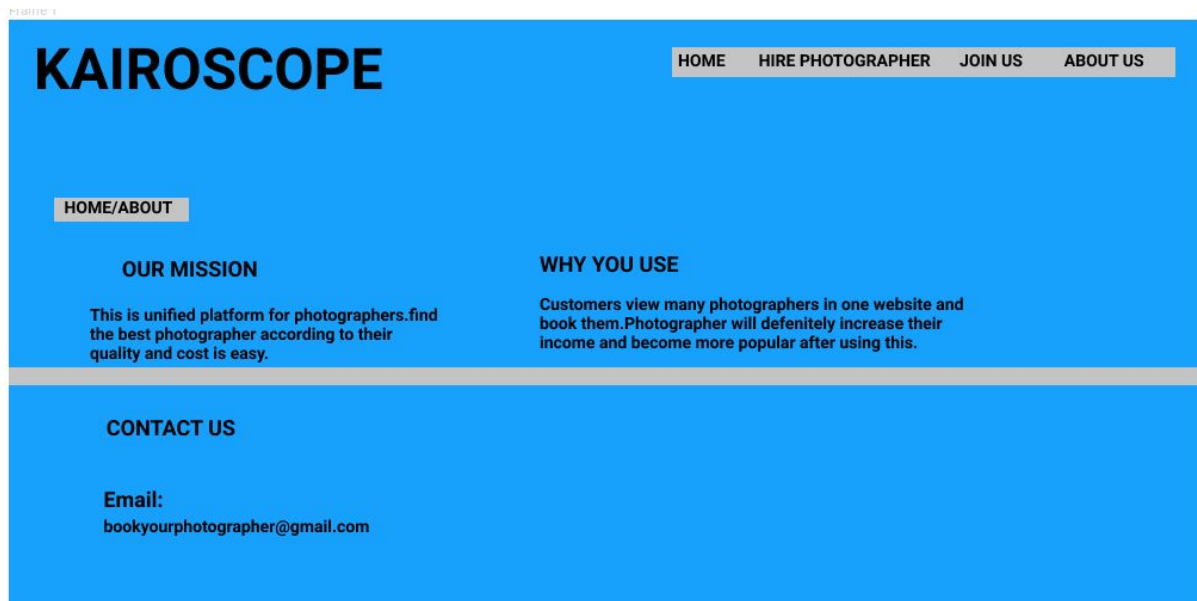 Frame 1
KAIROSCOPE
HOME HIRE PHOTOGRAPHER JOIN US ABOUT US
HOME/ABOUT
OUR MISSION
This is unified platform for photographers.find
the best photographer according to their
quality and cost is easy.
WHY YOU USE
Customers view many photographers in one website and
book them.Photographer will defenitely increase their
income and become more popular after using this.
CONTACT US
Email:
bookyourphotographer@gmail.com